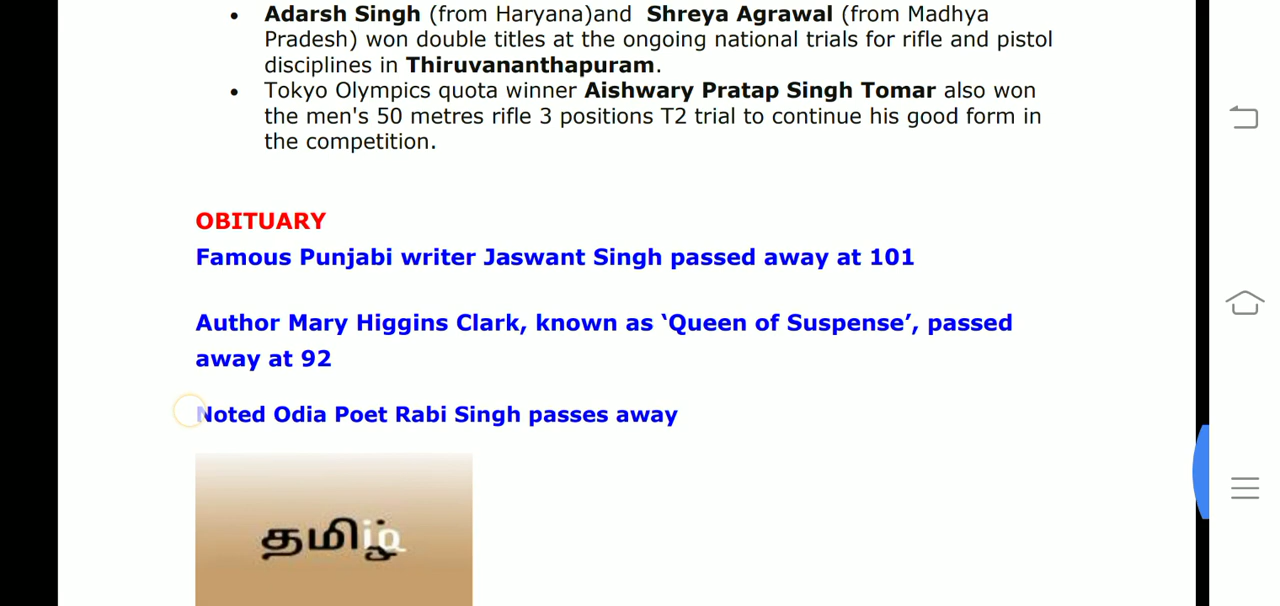 • Adarsh Singh (from Haryana)and Shreya Agrawal (from Madhya
Pradesh) won double titles at the ongoing national trials for rifle and pistol
disciplines in Thiruvananthapuram.
• Tokyo Olympics quota winner Aishwary Pratap Singh Tomar also won
the men's 50 metres rifle 3 positions T2 trial to continue his good form in
the competition.
OBITUARY
Famous Punjabi writer Jaswant Singh passed away at 101
Author Mary Higgins Clark, known as ‘Queen of Suspense’, passed
away at 92
Noted Odia Poet Rabi Singh passes away
தமிழ்